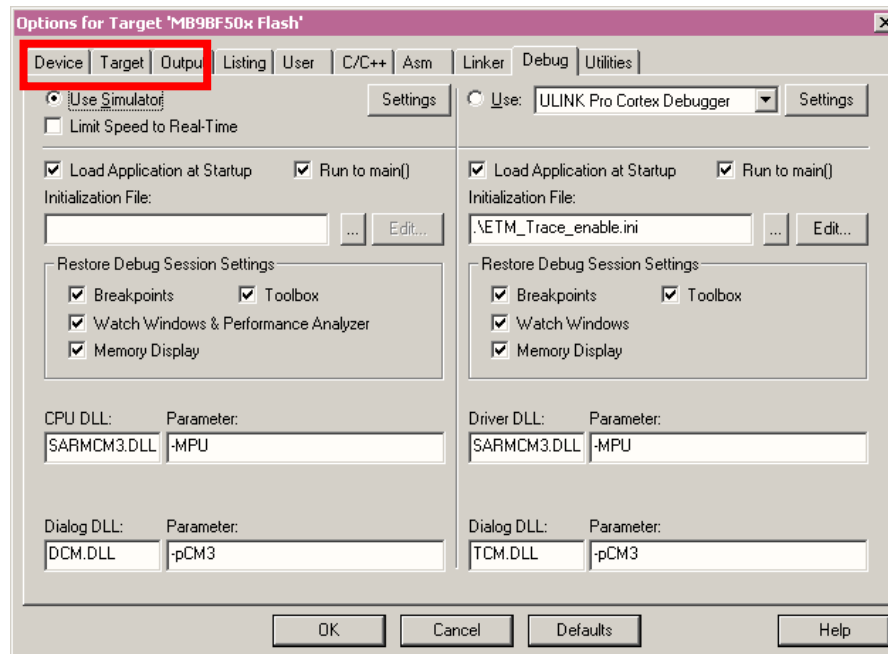 Options for Target 'MB9BF50x Flash'
Device Target Output Listing User C/C++ Asm Linker Debug Utilities
Use Simulator Settings Use: ULINK Pro Cortex Debugger Settings
Limit Speed to Real-Time
Load Application at Startup Run to main() Load Application at Startup Run to main()
Initialization File: Initialization File:
... Edit... .\ETM_Trace_enable.ini ... Edit...
Restore Debug Session Settings Restore Debug Session Settings
Breakpoints Toolbox Breakpoints Toolbox
Watch Windows & Performance Analyzer Watch Windows
Memory Display Memory Display
CPU DLL: Parameter: Driver DLL: Parameter:
SARMCM3.DLL -MPU SARMCM3.DLL -MPU
Dialog DLL: Parameter: Dialog DLL: Parameter:
DCM.DLL -pCM3 TCM.DLL -pCM3
OK Cancel Defaults Help